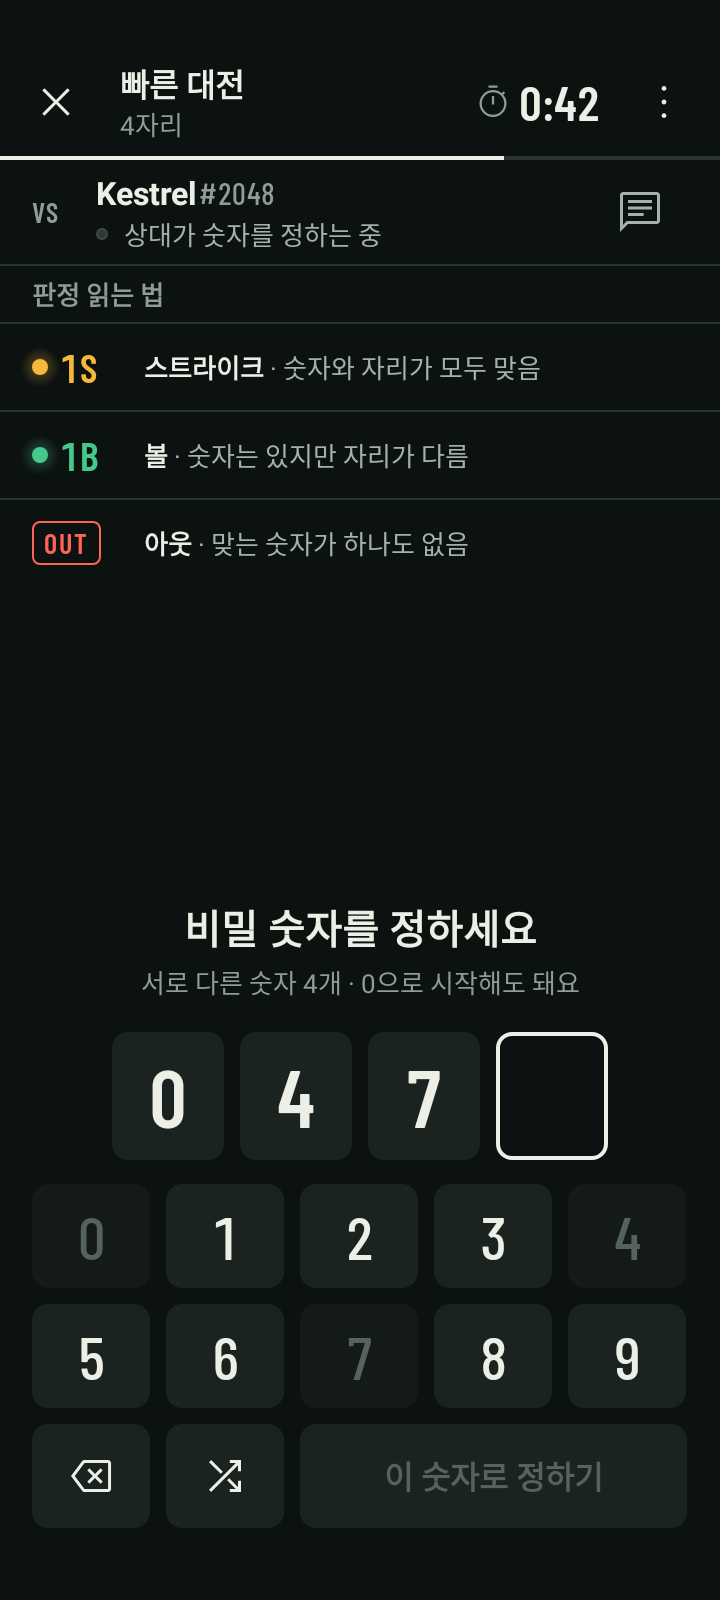 빠른 대전
4자리
0:42
VS
Kestrel#2048
상대가 숫자를 정하는 중
판정 읽는 법
1S 스트라이크 · 숫자와 자리가 모두 맞음
1B 볼 · 숫자는 있지만 자리가 다름
OUT 아웃 · 맞는 숫자가 하나도 없음
비밀 숫자를 정하세요
서로 다른 숫자 4개 · 0으로 시작해도 돼요
0 4 7
0 1 2 3 4
5 6 7 8 9
이 숫자로 정하기